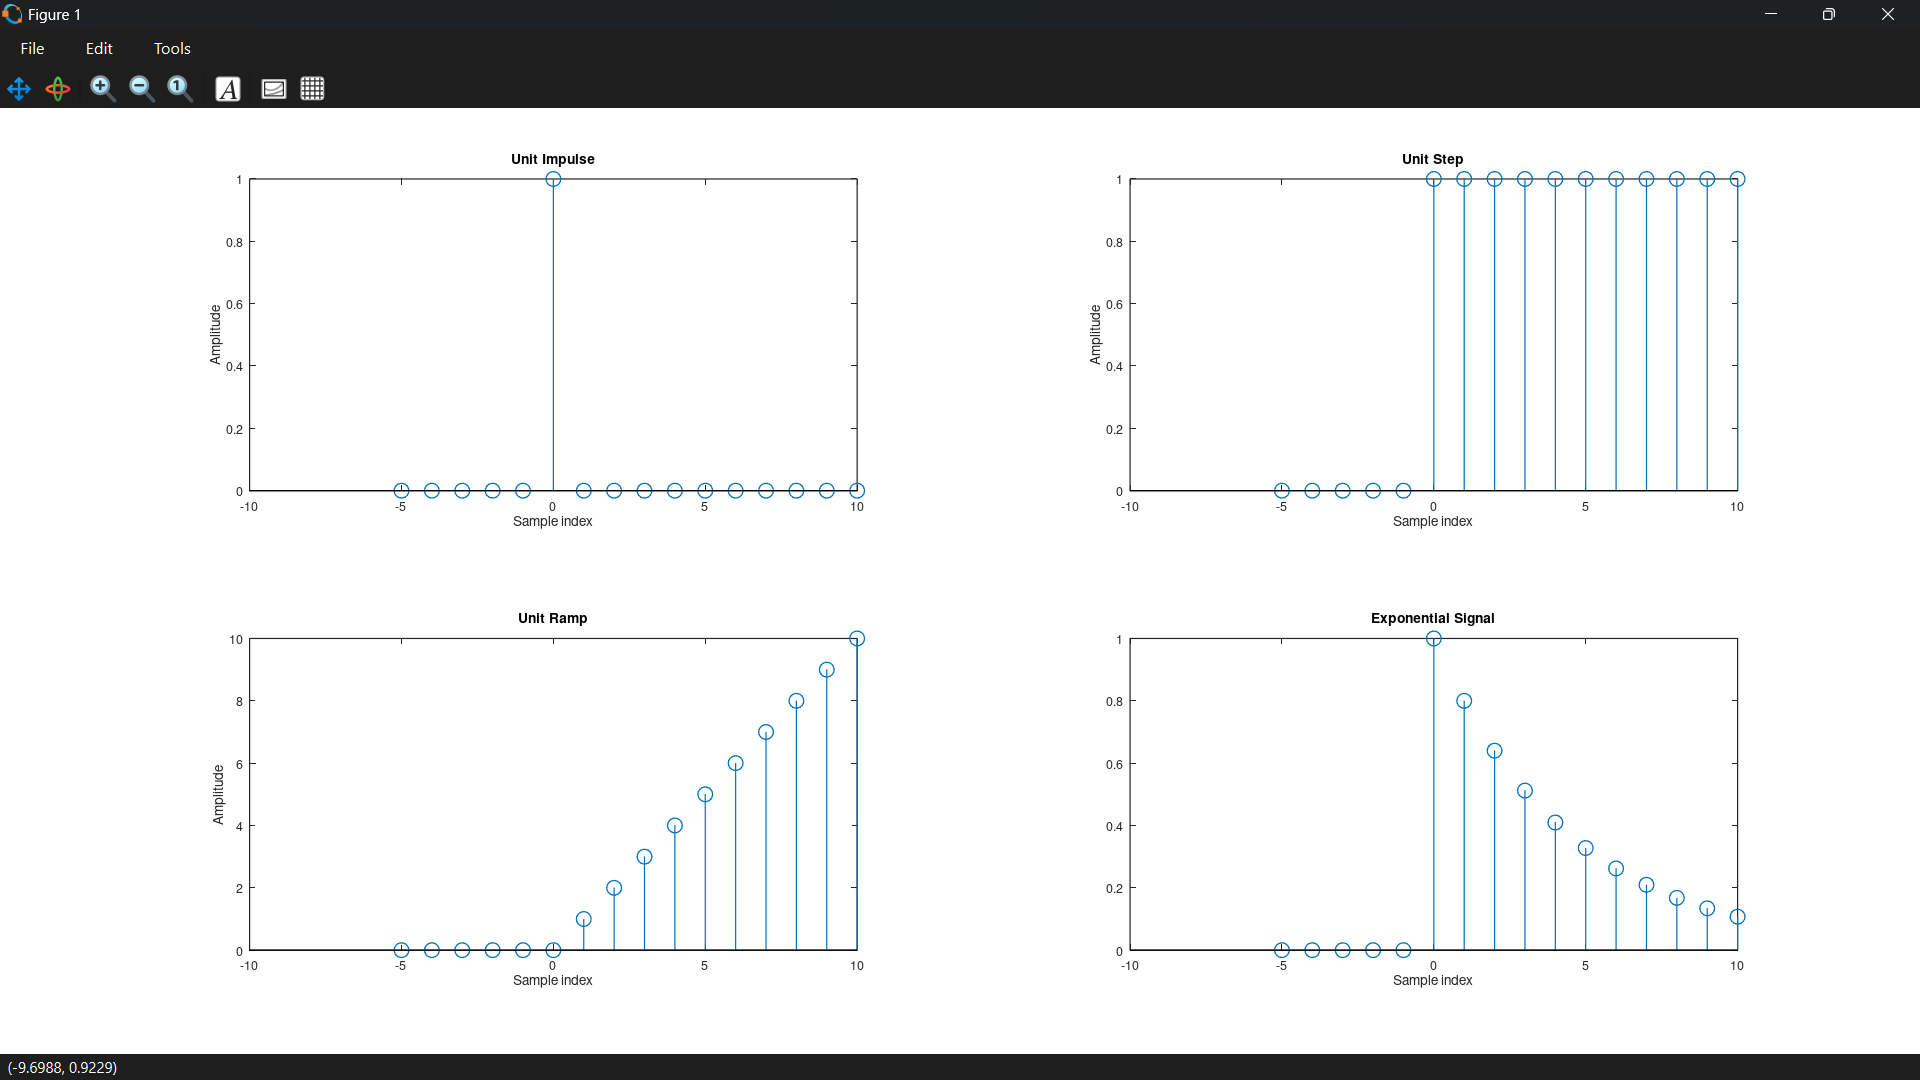 Figure 1
File Edit Tools
Unit Impulse
1
0.8
0.6
0.4
0.2
0
Amplitude
-10 -5 0 5 10
Sample index
Unit Step
1
0.8
0.6
0.4
0.2
0
Amplitude
-10 -5 0 5 10
Sample index
Unit Ramp
10
8
6
4
2
0
Amplitude
-10 -5 0 5 10
Sample index
Exponential Signal
1
0.8
0.6
0.4
0.2
0
-10 -5 0 5 10
Sample index
(-9.6988, 0.9229)